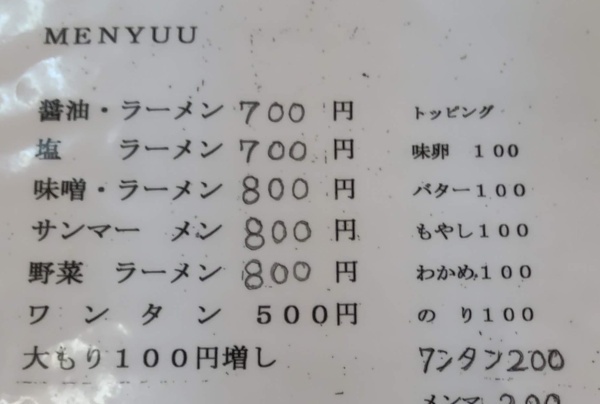 MENYUU
醤油・ラーメン 700 円
塩 ラーメン 700 円
味噌・ラーメン 800 円
サンマー メン 800 円
野菜 ラーメン 800 円
ワンタン 500円
大もり100円増し
トッピング
味卵 100
バター100
もやし100
わかめ100
のり100
ワンタン200
メンマ 200